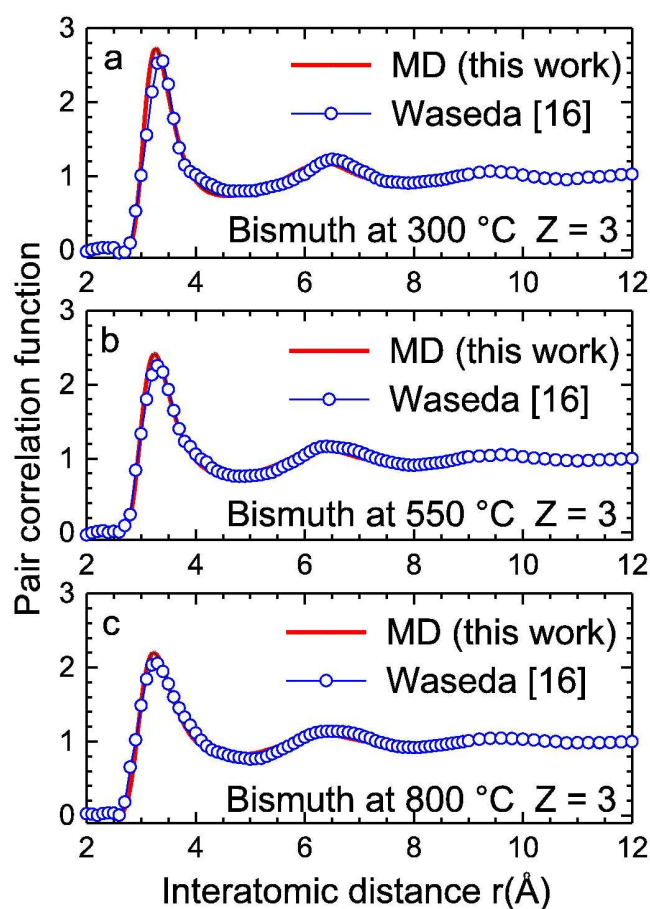 Pair correlation function
a
MD (this work)
Waseda [16]
Bismuth at 300 °C Z = 3
3
2
1
0
2 4 6 8 10 12
b
MD (this work)
Waseda [16]
Bismuth at 550 °C Z = 3
3
2
1
0
2 4 6 8 10 12
c
MD (this work)
Waseda [16]
Bismuth at 800 °C Z = 3
3
2
1
0
2 4 6 8 10 12
Interatomic distance r(Å)